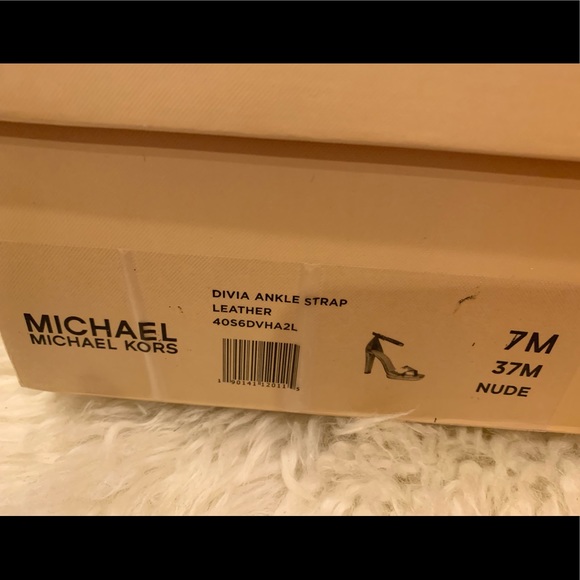 DIVIA ANKLE STRAP
LEATHER
40S6DVHA2L
MICHAEL
MICHAEL KORS
7M
37M
NUDE